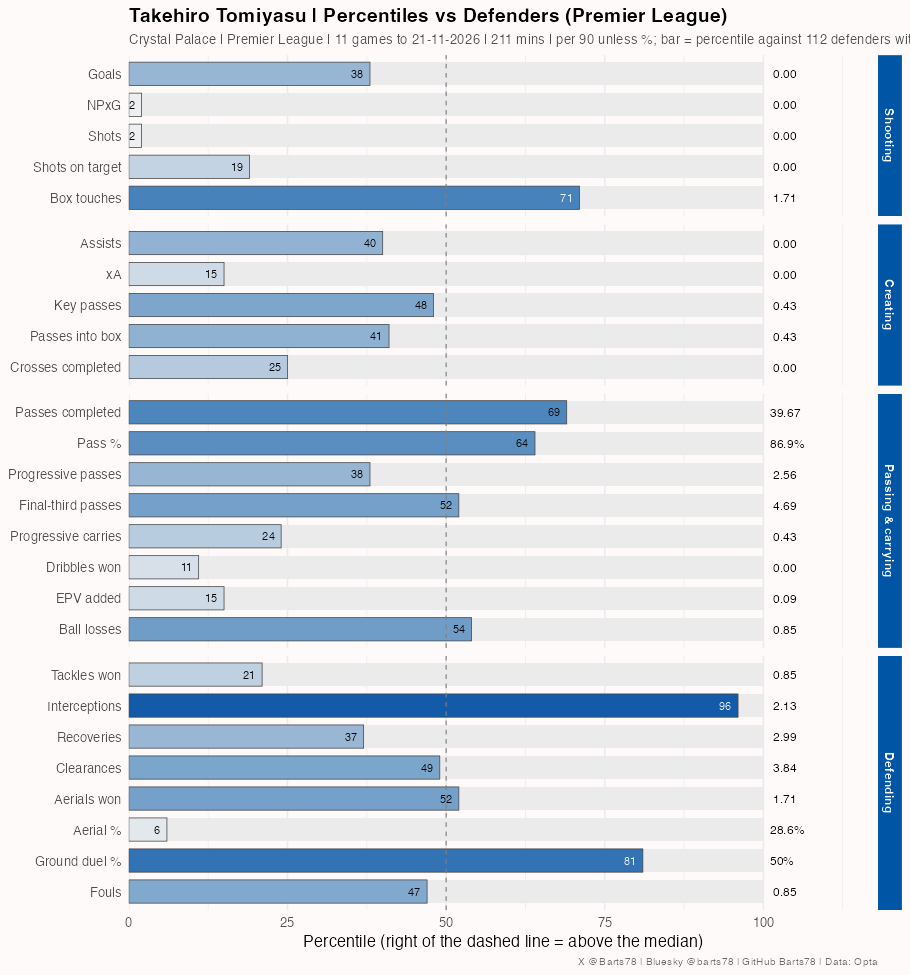 Takehiro Tomiyasu | Percentiles vs Defenders (Premier League)
Crystal Palace | Premier League | 11 games to 21-11-2026 | 211 mins | per 90 unless %; bar = percentile against 112 defenders wit
Goals 38 0.00
NPxG 2 0.00
Shots 2 0.00
Shots on target 19 0.00
Box touches 71 1.71
Shooting
Assists 40 0.00
xA 15 0.00
Key passes 48 0.43
Passes into box 41 0.43
Crosses completed 25 0.00
Creating
Passes completed 69 39.67
Pass % 64 86.9%
Progressive passes 38 2.56
Final-third passes 52 4.69
Progressive carries 24 0.43
Dribbles won 11 0.00
EPV added 15 0.09
Ball losses 54 0.85
Passing & carrying
Tackles won 21 0.85
Interceptions 96 2.13
Recoveries 37 2.99
Clearances 49 3.84
Aerials won 52 1.71
Aerial % 6 28.6%
Ground duel % 81 50%
Fouls 47 0.85
Defending
0 25 50 75 100
Percentile (right of the dashed line = above the median)
X @Barts78 | Bluesky @barts78 | GitHub Barts78 | Data: Opta